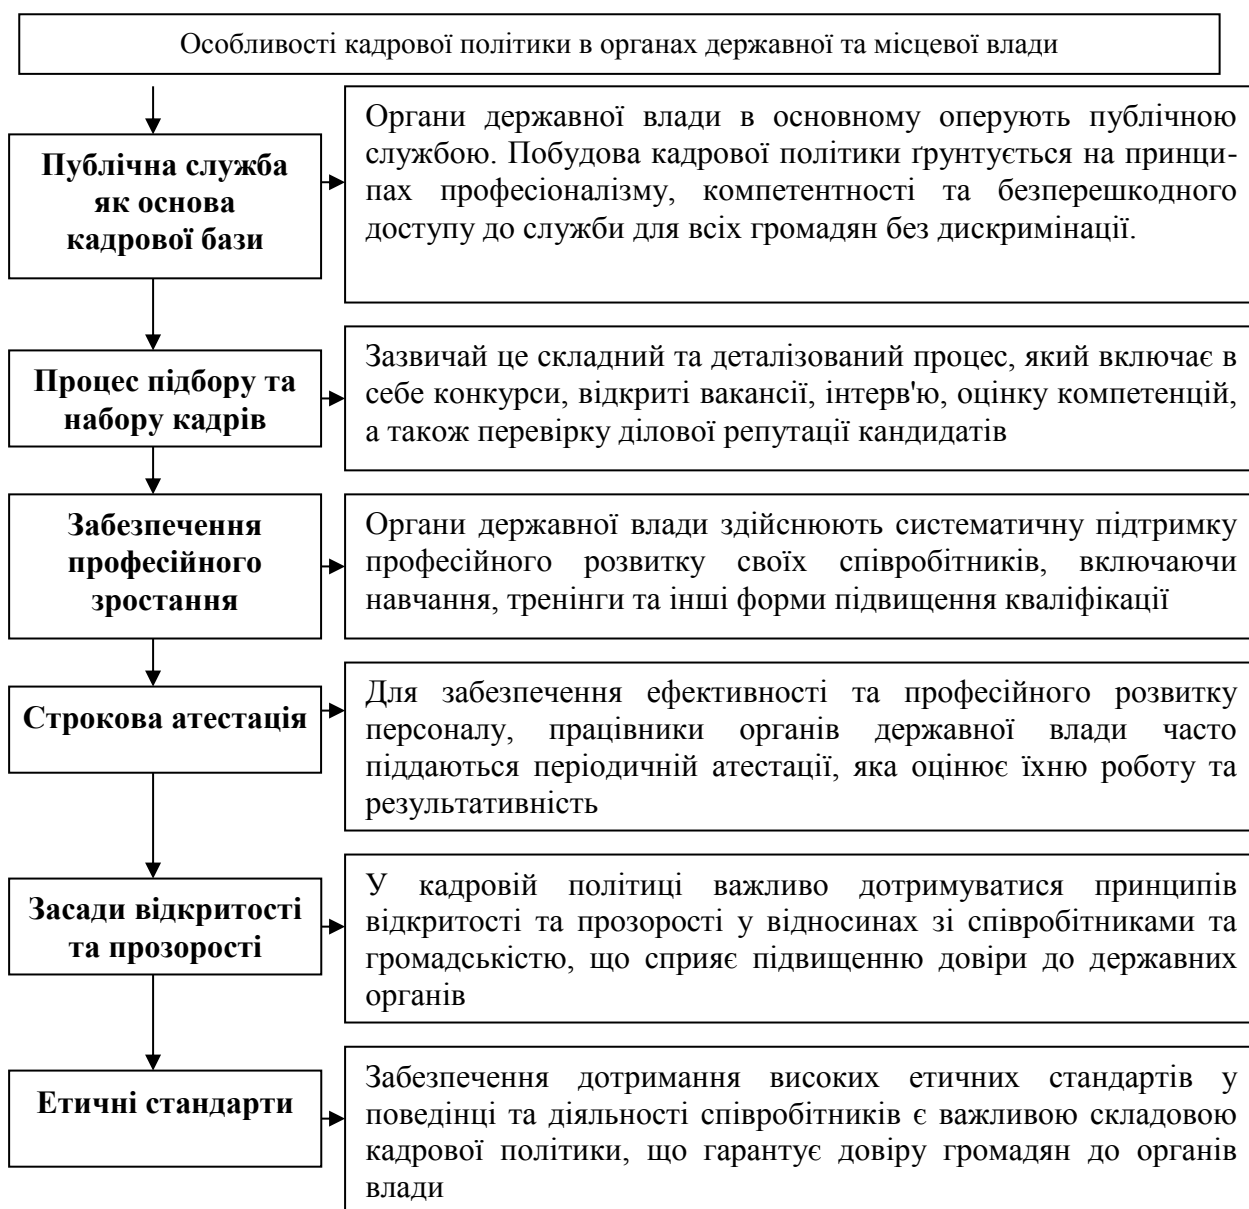 Особливості кадрової політики в органах державної та місцевої влади
Публічна служба
як основа
кадрової бази
Органи державної влади в основному оперують публічною
службою. Побудова кадрової політики ґрунтується на принци-
пах професіоналізму, компетентності та безперешкодного
доступу до служби для всіх громадян без дискримінації.
Процес підбору та
набору кадрів
Зазвичай це складний та деталізований процес, який включає в
себе конкурси, відкриті вакансії, інтерв'ю, оцінку компетенцій,
а також перевірку ділової репутації кандидатів
Забезпечення
професійного
зростання
Органи державної влади здійснюють систематичну підтримку
професійного розвитку своїх співробітників, включаючи
навчання, тренінги та інші форми підвищення кваліфікації
Строкова атестація
Для забезпечення ефективності та професійного розвитку
персоналу, працівники органів державної влади часто
піддаються періодичній атестації, яка оцінює їхню роботу та
результативність
Засади відкритості
та прозорості
У кадровій політиці важливо дотримуватися принципів
відкритості та прозорості у відносинах зі співробітниками та
громадськістю, що сприяє підвищенню довіри до державних
органів
Етичні стандарти
Забезпечення дотримання високих етичних стандартів у
поведінці та діяльності співробітників є важливою складовою
кадрової політики, що гарантує довіру громадян до органів
влади